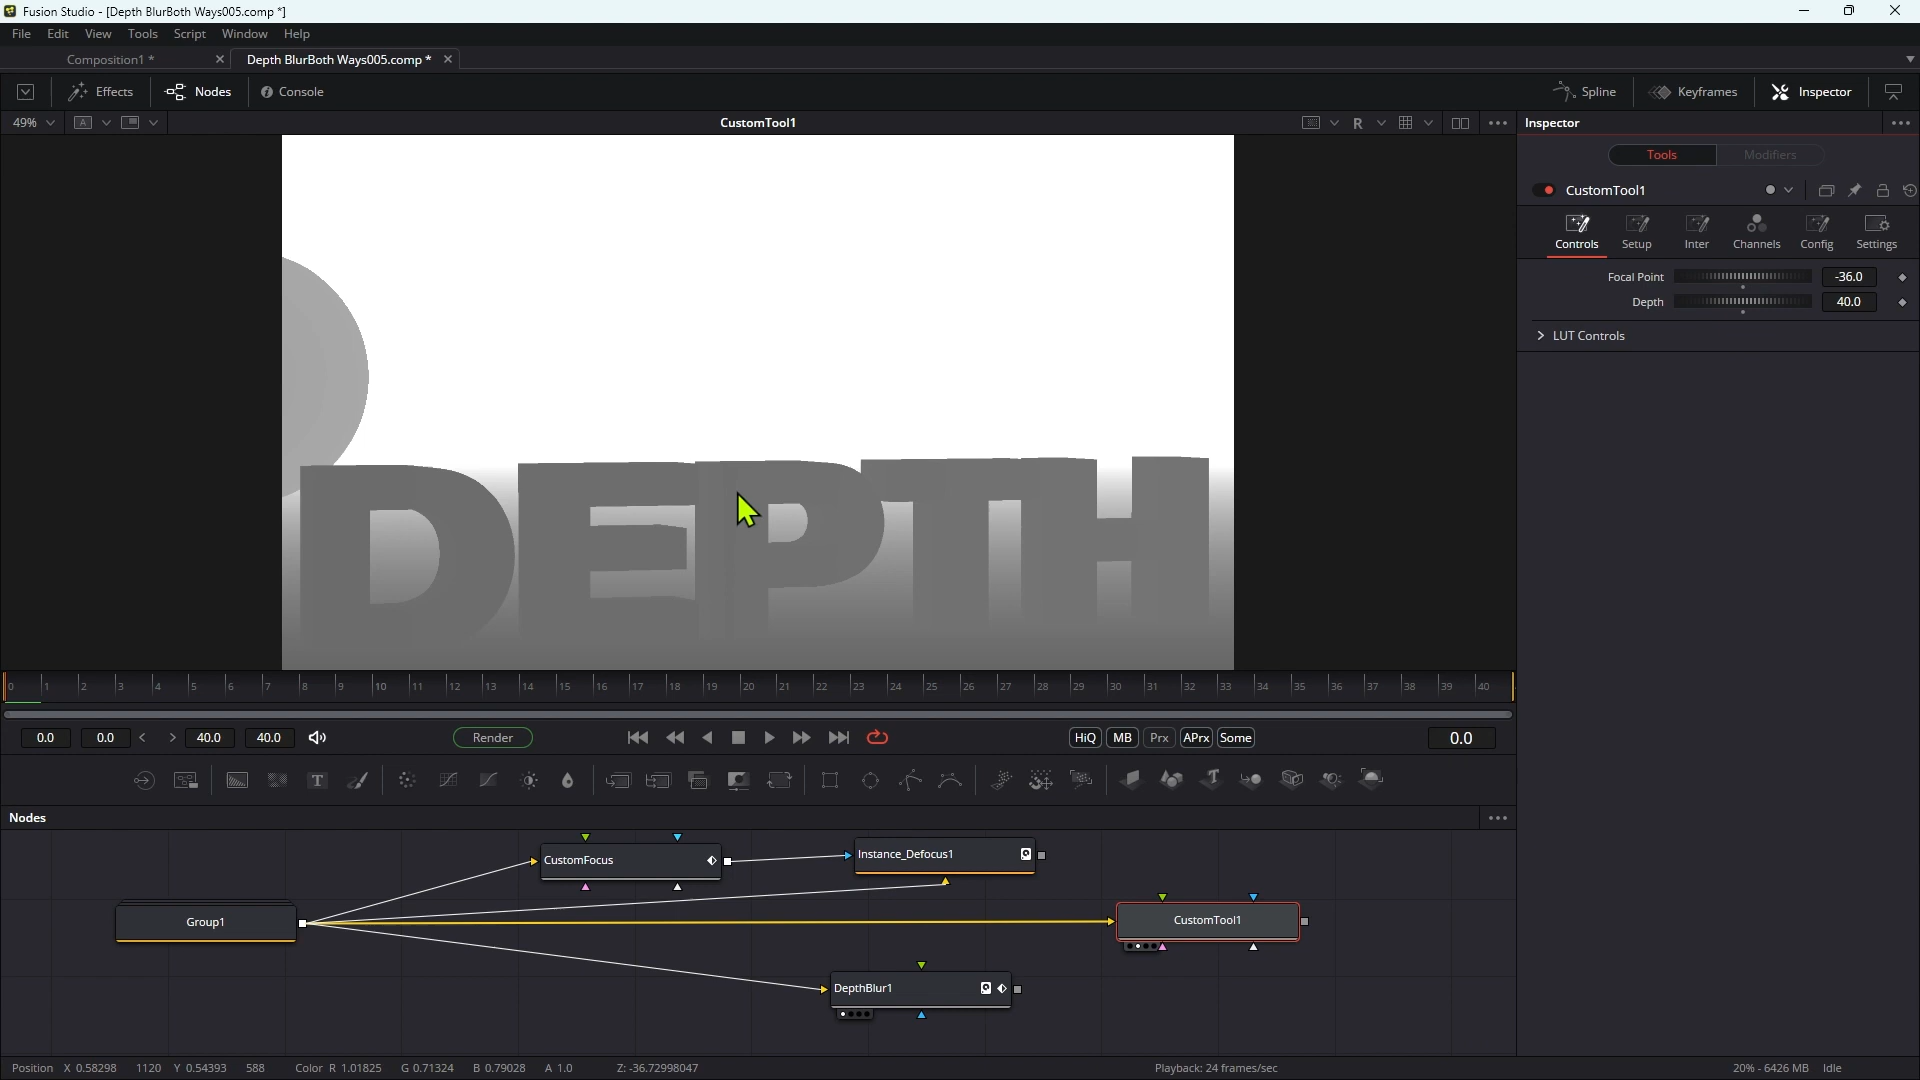 Fusion Studio - [Depth BlurBoth Ways005.comp *]
File Edit View Tools Script Window Help
Composition1 * Depth BlurBoth Ways005.comp *
Effects Nodes Console Spline Keyframes Inspector
49% A CustomTool1 R Inspector
Tools Modifiers
CustomTool1
Controls Setup Inter Channels Config Settings
Focal Point -36.0
Depth 40.0
LUT Controls
DEPTH
0 1 2 3 4 5 6 7 8 9 10 11 12 13 14 15 16 17 18 19 20 21 22 23 24 25 26 27 28 29 30 31 32 33 34 35 36 37 38 39 40
0.0 0.0 < > 40.0 40.0 Render HiQ MB Prx APrx Some 0.0
Nodes
CustomFocus Instance_Defocus1
Group1 CustomTool1
DepthBlur1
Position X 0.58298 1120 Y 0.54393 588 Color R 1.01825 G 0.71324 B 0.79028 A 1.0 Z: -36.72998047 Playback: 24 frames/sec 20% - 6426 MB Idle